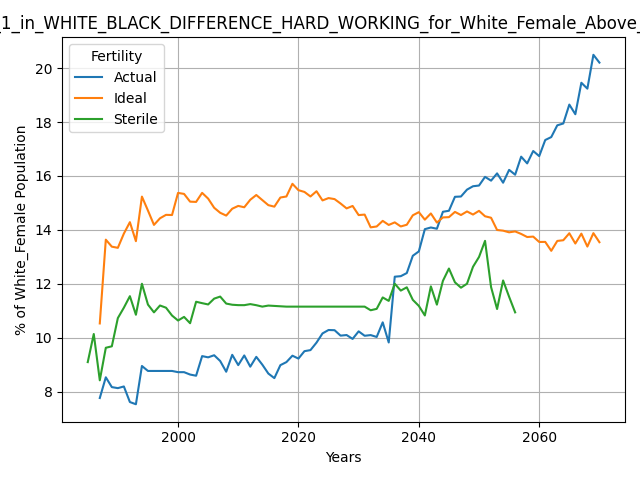 _1_in_WHITE_BLACK_DIFFERENCE_HARD_WORKING_for_White_Female_Above_
Fertility
Actual
Ideal
Sterile
% of White_Female Population
20
18
16
14
12
10
8
2000
2020
2040
2060
Years